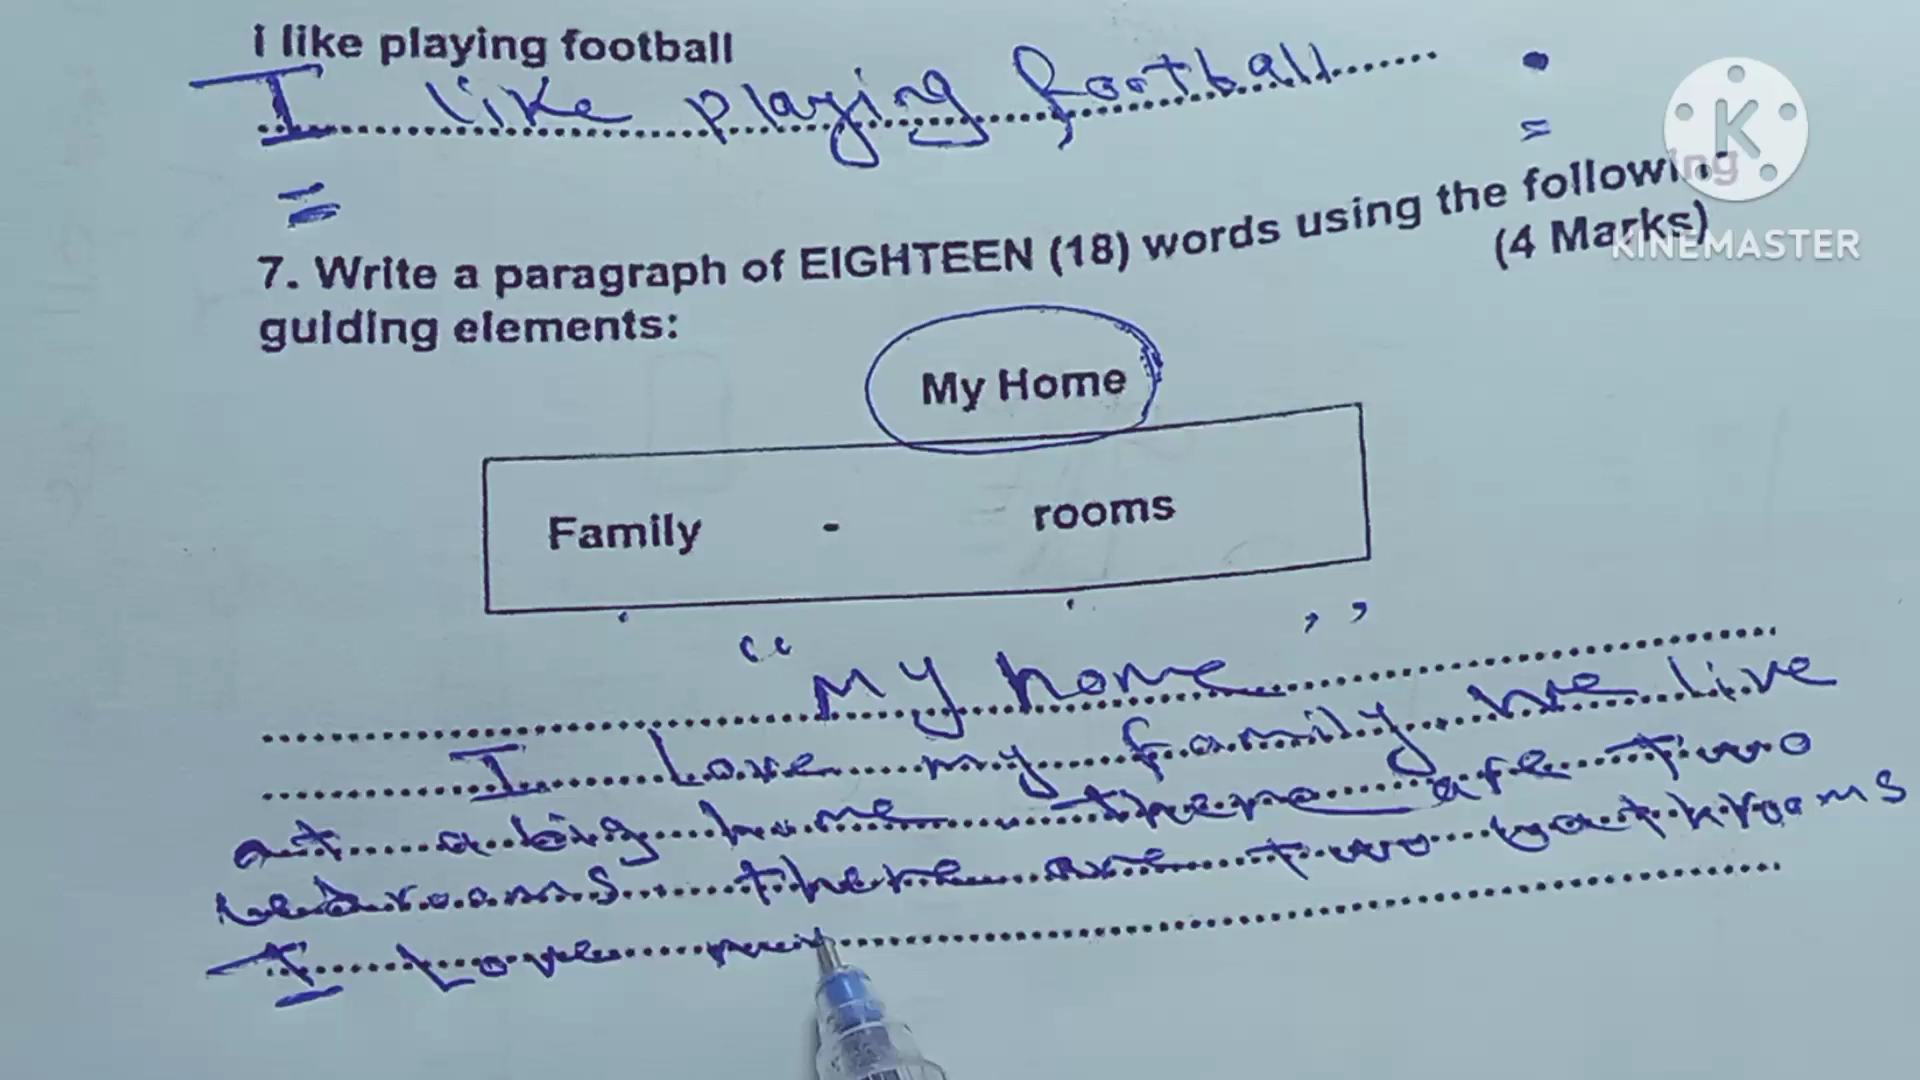 I like playing football
I like playing football .
=
=
K
KINEMASTER
7. Write a paragraph of EIGHTEEN (18) words using the following
(4 Marks)
guiding elements:
My Home
Family - rooms
“ My home ”
I Love my family. we live
at a big home there are two
bedrooms. there are two bathrooms
I Love